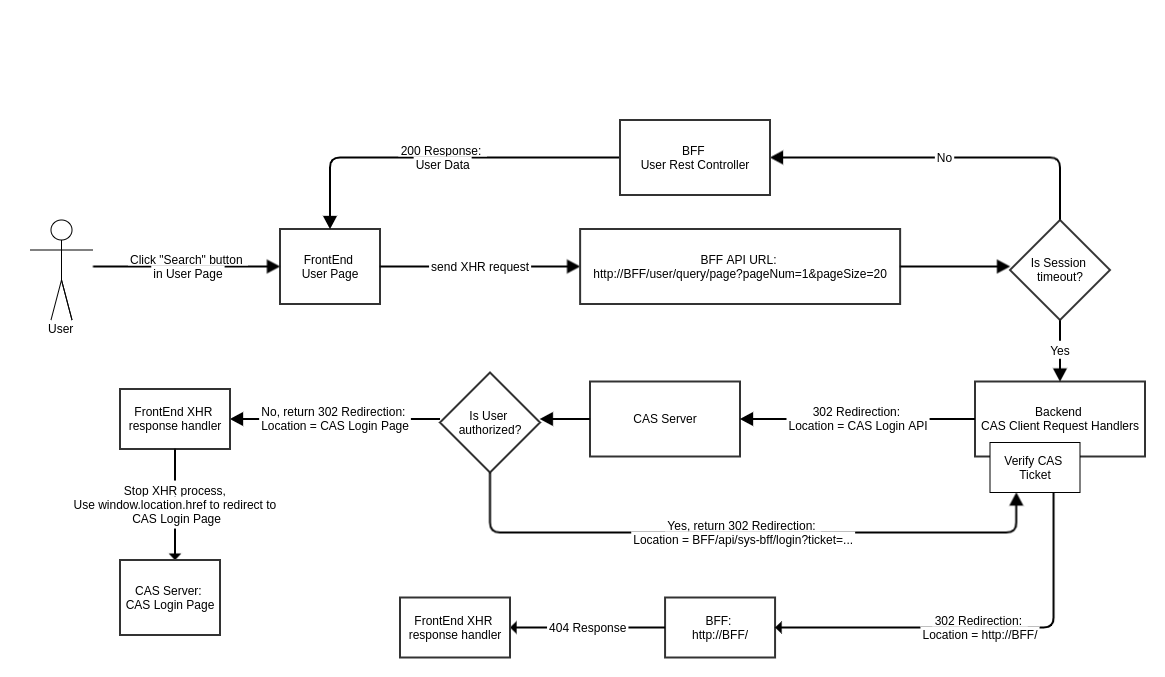 200 Response:
User Data
BFF
User Rest Controller
No
Click "Search" button
in User Page
User
FrontEnd
User Page
send XHR request
BFF API URL:
http://BFF/user/query/page?pageNum=1&pageSize=20
Is Session
timeout?
Yes
FrontEnd XHR
response handler
No, return 302 Redirection:
Location = CAS Login Page
Is User
authorized?
CAS Server
302 Redirection:
Location = CAS Login API
Backend
CAS Client Request Handlers
Verify CAS
Ticket
Stop XHR process,
Use window.location.href to redirect to
CAS Login Page
Yes, return 302 Redirection:
Location = BFF/api/sys-bff/login?ticket=...
CAS Server:
CAS Login Page
FrontEnd XHR
response handler
404 Response
BFF:
http://BFF/
302 Redirection:
Location = http://BFF/